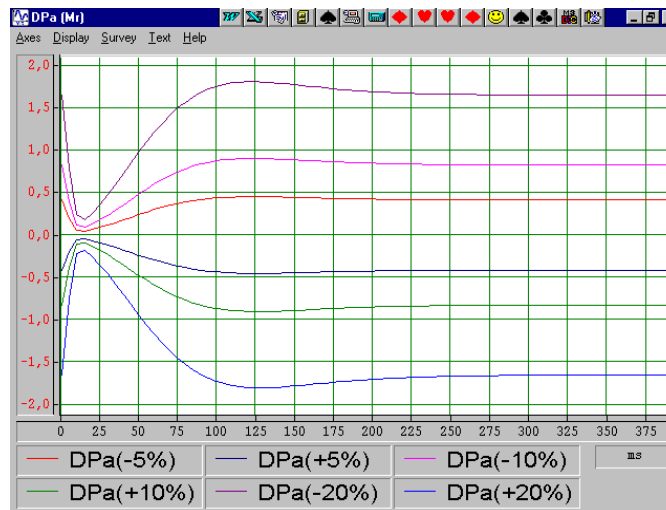 DPa (Mr)
Axes Display Survey Text Help
2,0
1,5
1,0
0,5
0,0
-0,5
-1,0
-1,5
-2,0
0 25 50 75 100 125 150 175 200 225 250 275 300 325 350 375
DPa(-5%) DPa(+5%) DPa(-10%) ms
DPa(+10%) DPa(-20%) DPa(+20%)